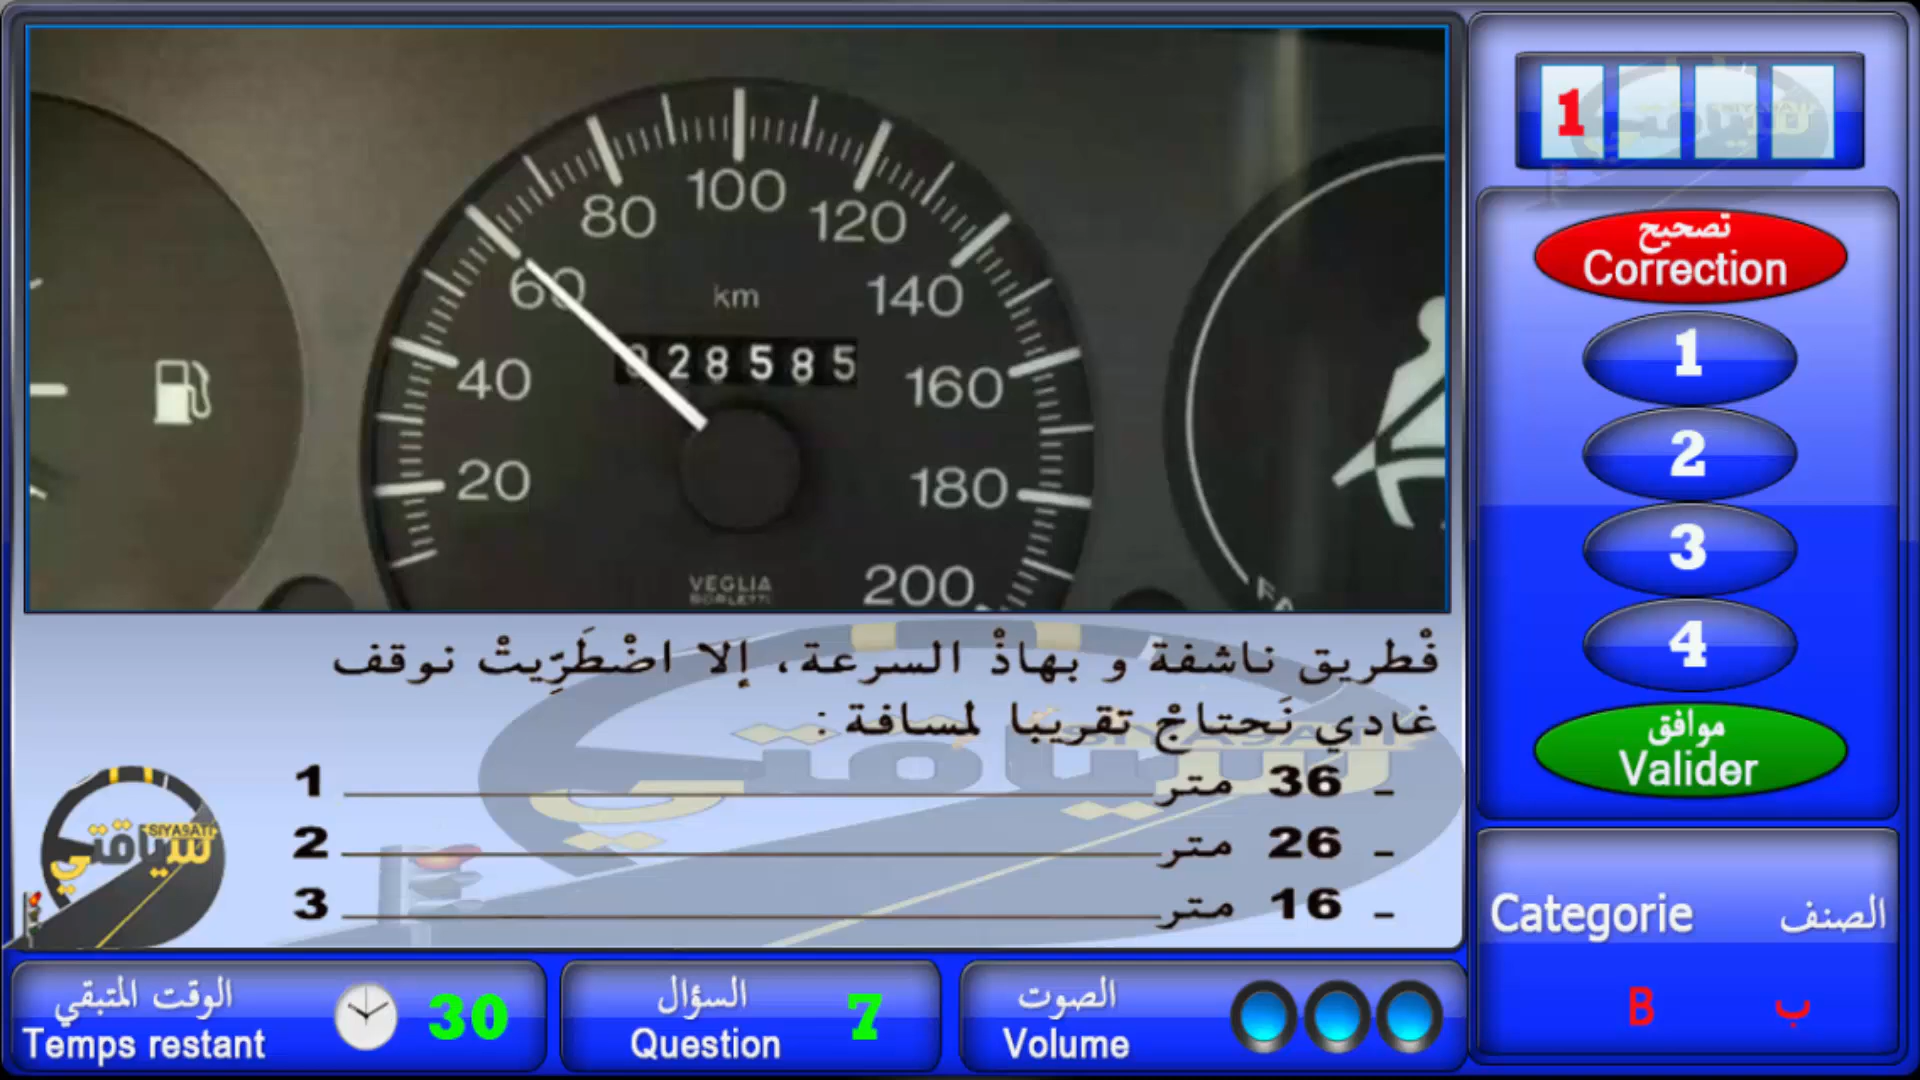 20
40
60
80
100
120
140
160
180
200
km
28585
VEGLIA
BORLETTI
FA
فْطريق ناشفة و بهاذْ السرعة، إلا اضْطَرِّيتْ نوقف
غادي نَحتاجْ تقريبا لمسافة :
- 36 متر 1
- 26 متر 2
- 16 متر 3
سياقتي
SIYA9ATI
1
تصحيح
Correction
1
2
3
4
موافق
Valider
Categorie الصنف
B ب
الوقت المتبقي
Temps restant
30
السؤال
Question
7
الصوت
Volume